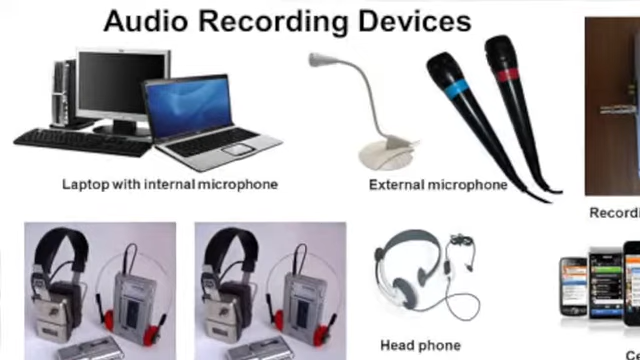 Audio Recording Devices
Laptop with internal microphone
External microphone
Head phone